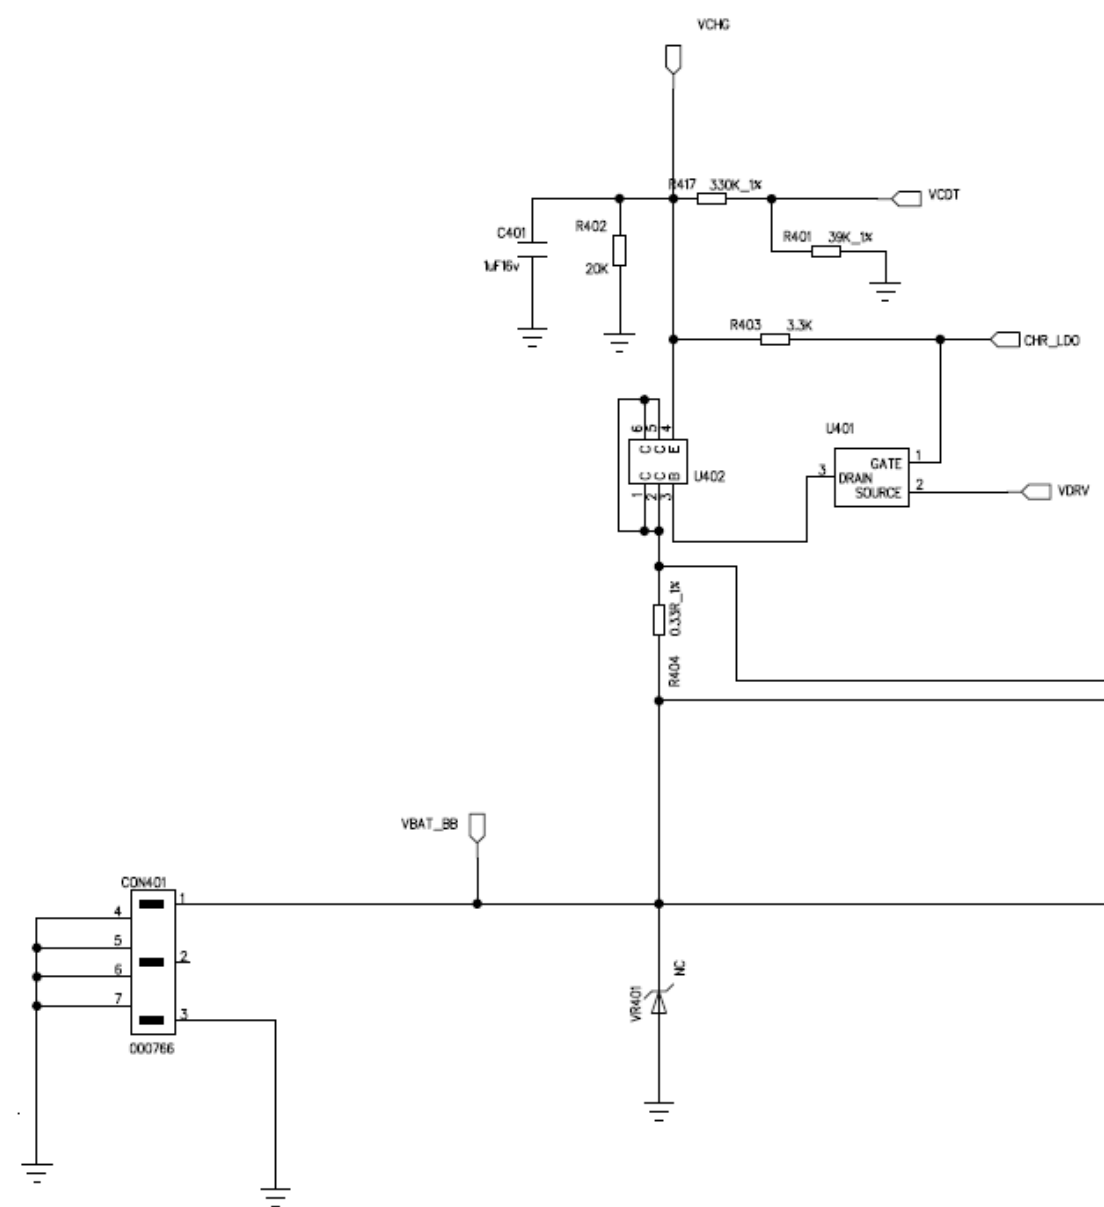 VCHG
R417 330K_1%
VCDT
C401
1uF16v
R402
20K
R401 39K_1%
R403 3.3K
CHR_LDO
6 5 4
C C E
C C B
1 2 3
U402
U401
GATE 1
3 DRAIN
SOURCE 2
VDRV
0.33R_1%
R404
VBAT_BB
CON401
1
4
5
2
6
7
3
000766
NC
VR401